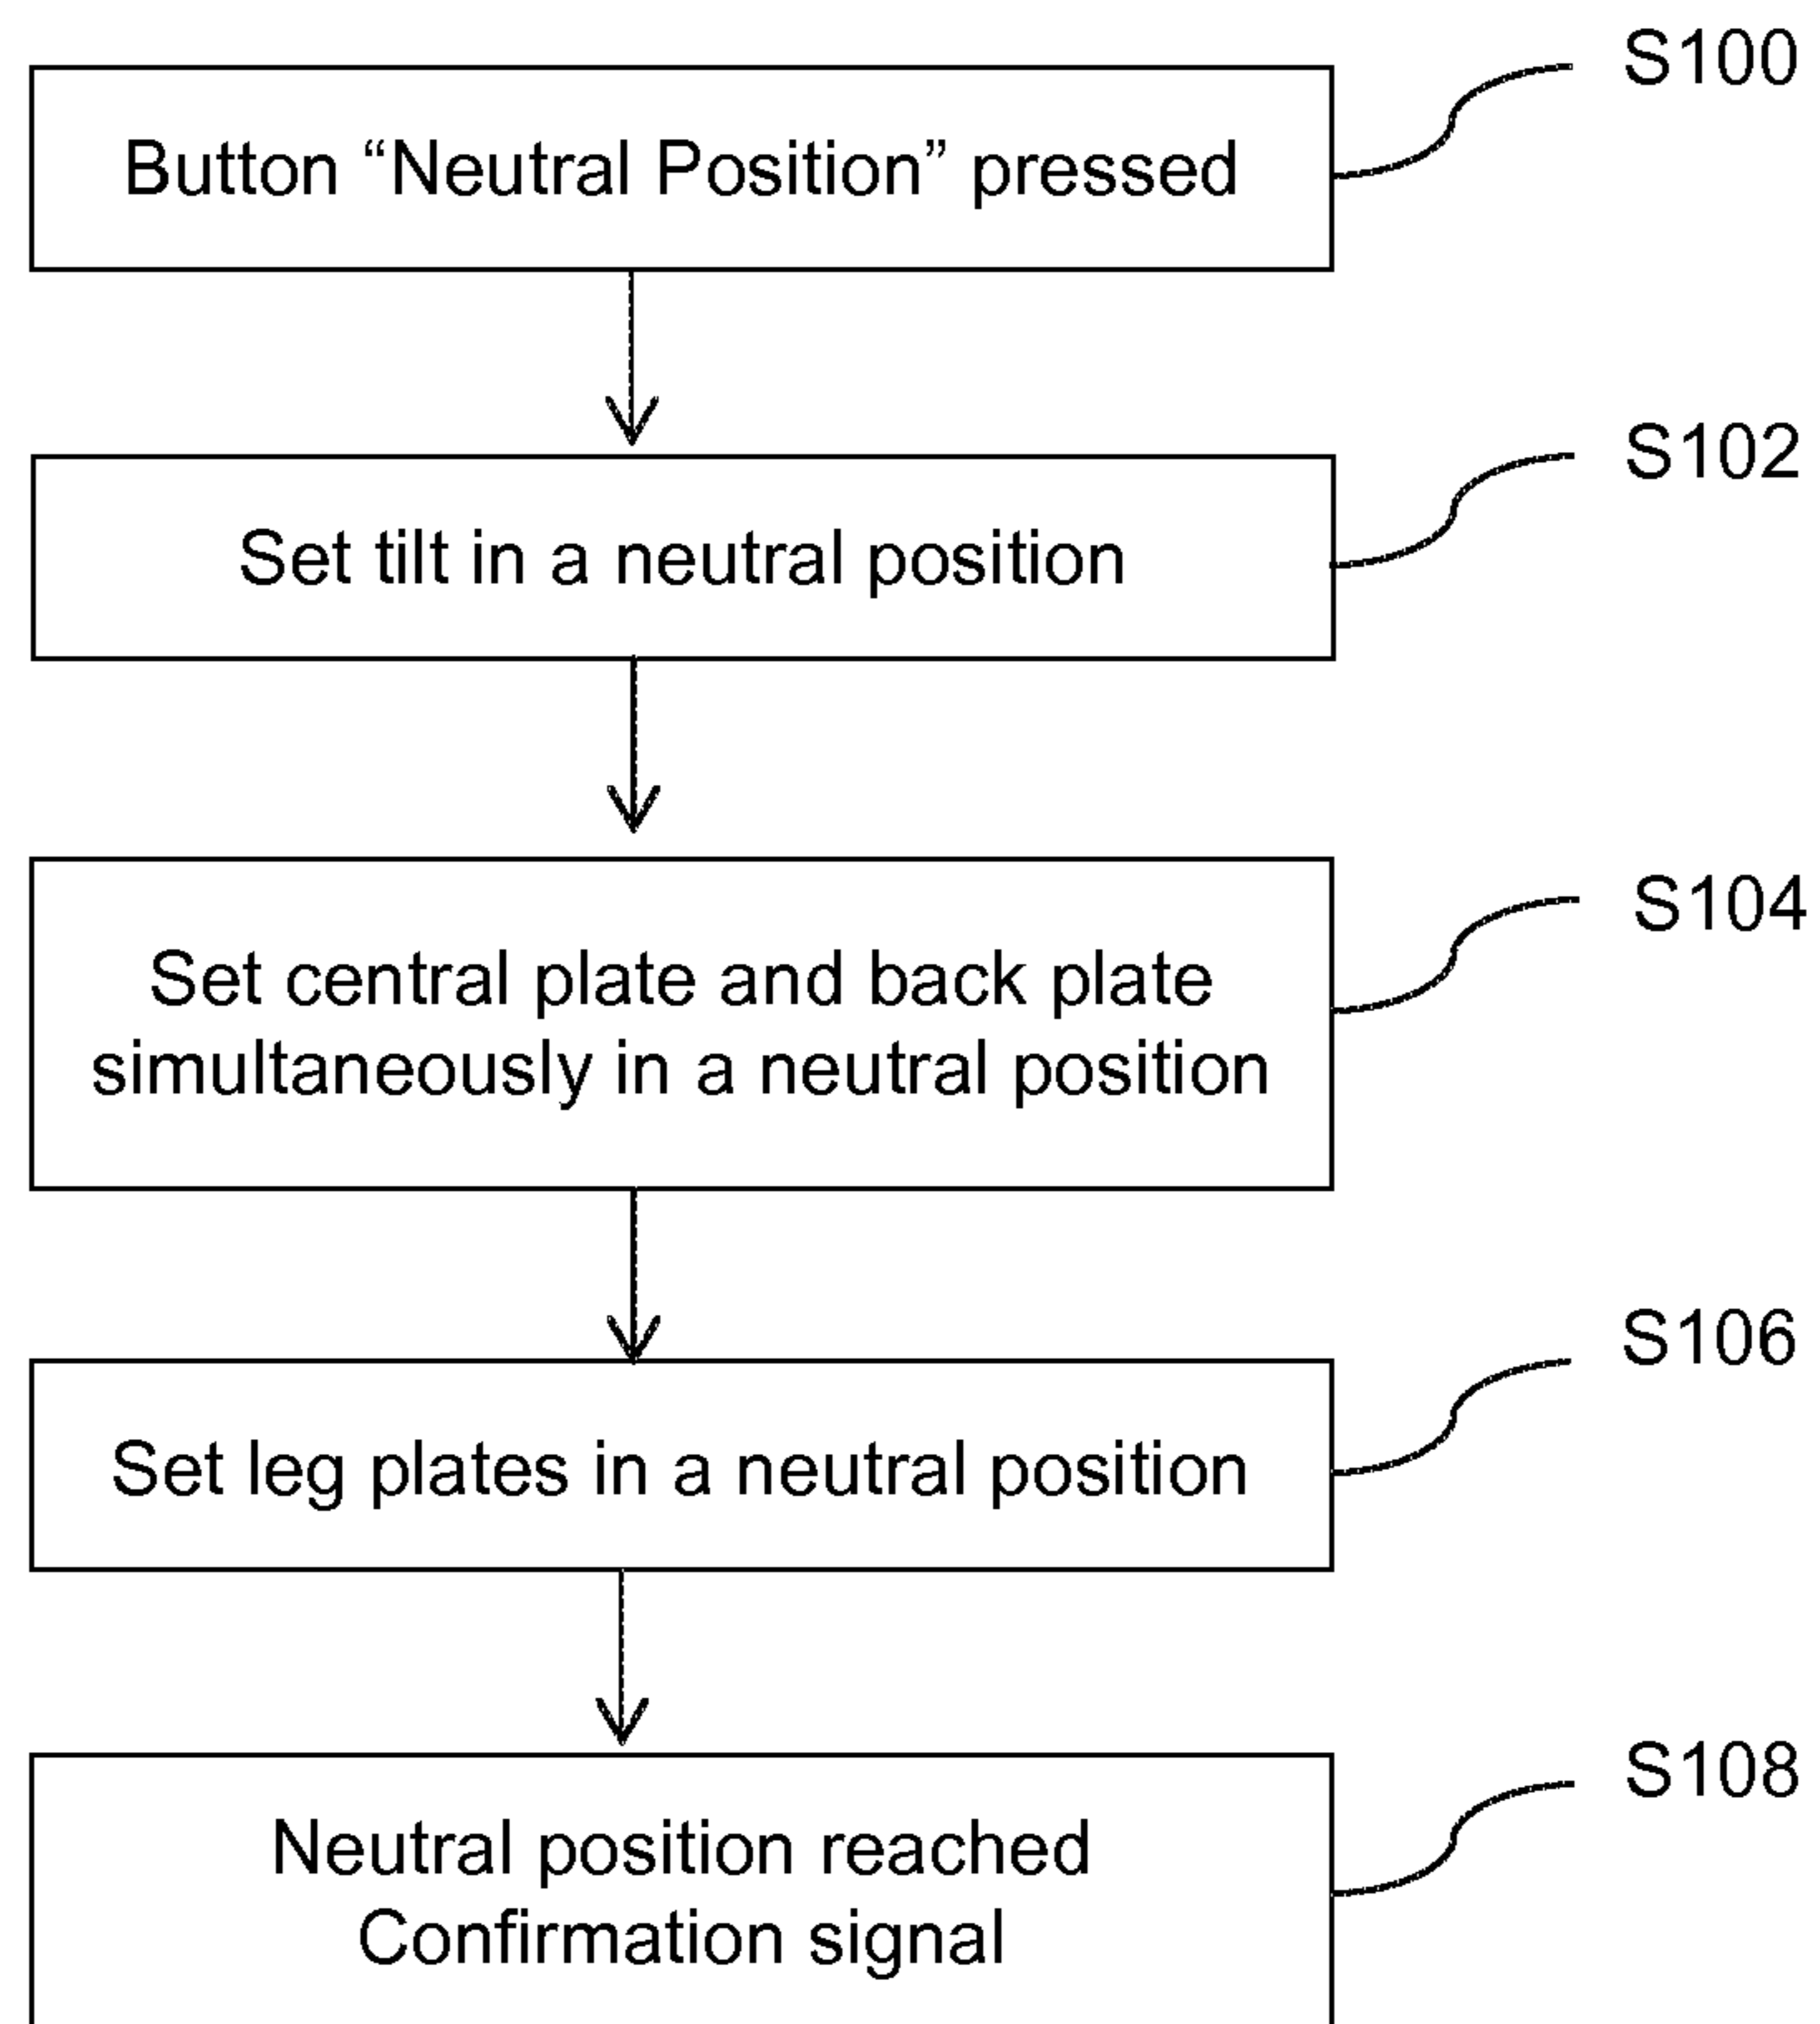 S100
Button “Neutral Position” pressed
S102
Set tilt in a neutral position
S104
Set central plate and back plate
simultaneously in a neutral position
S106
Set leg plates in a neutral position
S108
Neutral position reached
Confirmation signal